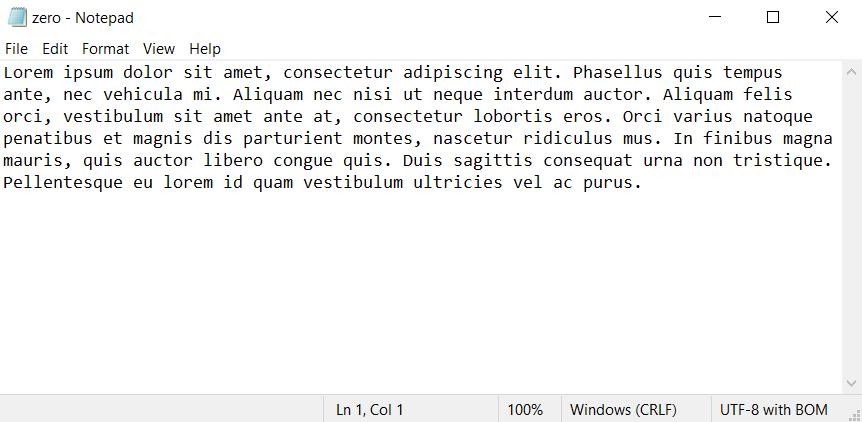 zero - Notepad
File Edit Format View Help
Lorem ipsum dolor sit amet, consectetur adipiscing elit. Phasellus quis tempus
ante, nec vehicula mi. Aliquam nec nisi ut neque interdum auctor. Aliquam felis
orci, vestibulum sit amet ante at, consectetur lobortis eros. Orci varius natoque
penatibus et magnis dis parturient montes, nascetur ridiculus mus. In finibus magna
mauris, quis auctor libero congue quis. Duis sagittis consequat urna non tristique.
Pellentesque eu lorem id quam vestibulum ultricies vel ac purus.
Ln 1, Col 1 100% Windows (CRLF) UTF-8 with BOM